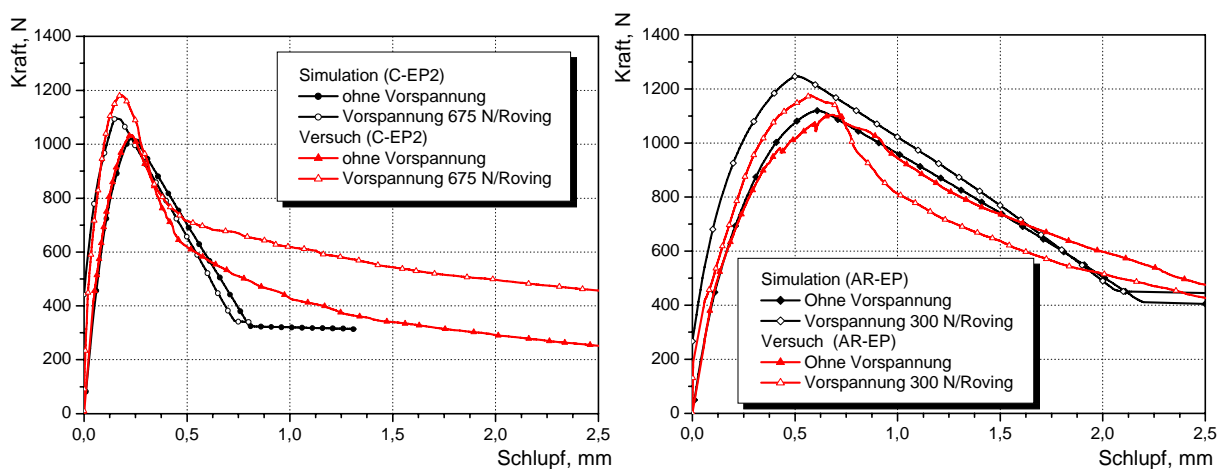 Kraft, N
1400
1200
1000
800
600
400
200
0
0,0
0,5
1,0
1,5
2,0
2,5
Schlupf, mm
Simulation (C-EP2)
ohne Vorspannung
Vorspannung 675 N/Roving
Versuch (C-EP2)
ohne Vorspannung
Vorspannung 675 N/Roving
Kraft, N
1400
1200
1000
800
600
400
200
0
0,0
0,5
1,0
1,5
2,0
2,5
Schlupf, mm
Simulation (AR-EP)
Ohne Vorspannung
Vorspannung 300 N/Roving
Versuch (AR-EP)
Ohne Vorspannung
Vorspannung 300 N/Roving